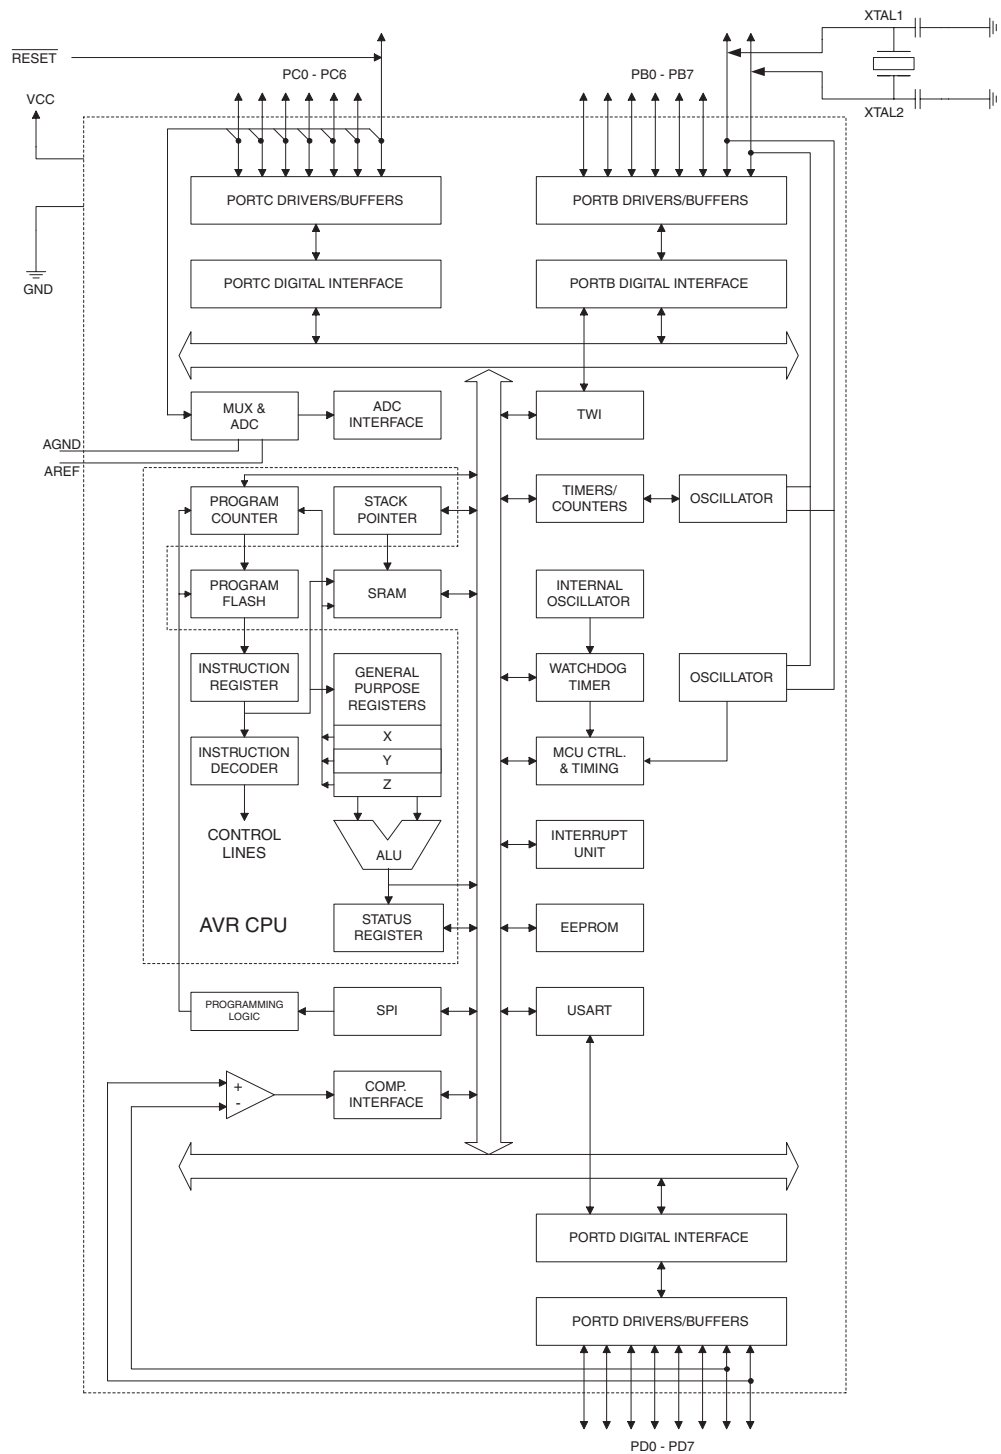 XTAL1
RESET
PC0 - PC6
PB0 - PB7
VCC
XTAL2
PORTC DRIVERS/BUFFERS
PORTB DRIVERS/BUFFERS
GND
PORTC DIGITAL INTERFACE
PORTB DIGITAL INTERFACE
MUX &
ADC
ADC
INTERFACE
TWI
AGND
AREF
PROGRAM
COUNTER
STACK
POINTER
TIMERS/
COUNTERS
OSCILLATOR
PROGRAM
FLASH
SRAM
INTERNAL
OSCILLATOR
INSTRUCTION
REGISTER
GENERAL
PURPOSE
REGISTERS
WATCHDOG
TIMER
OSCILLATOR
X
Y
Z
INSTRUCTION
DECODER
MCU CTRL.
& TIMING
CONTROL
LINES
ALU
INTERRUPT
UNIT
AVR CPU
STATUS
REGISTER
EEPROM
PROGRAMMING
LOGIC
SPI
USART
+
-
COMP.
INTERFACE
PORTD DIGITAL INTERFACE
PORTD DRIVERS/BUFFERS
PD0 - PD7